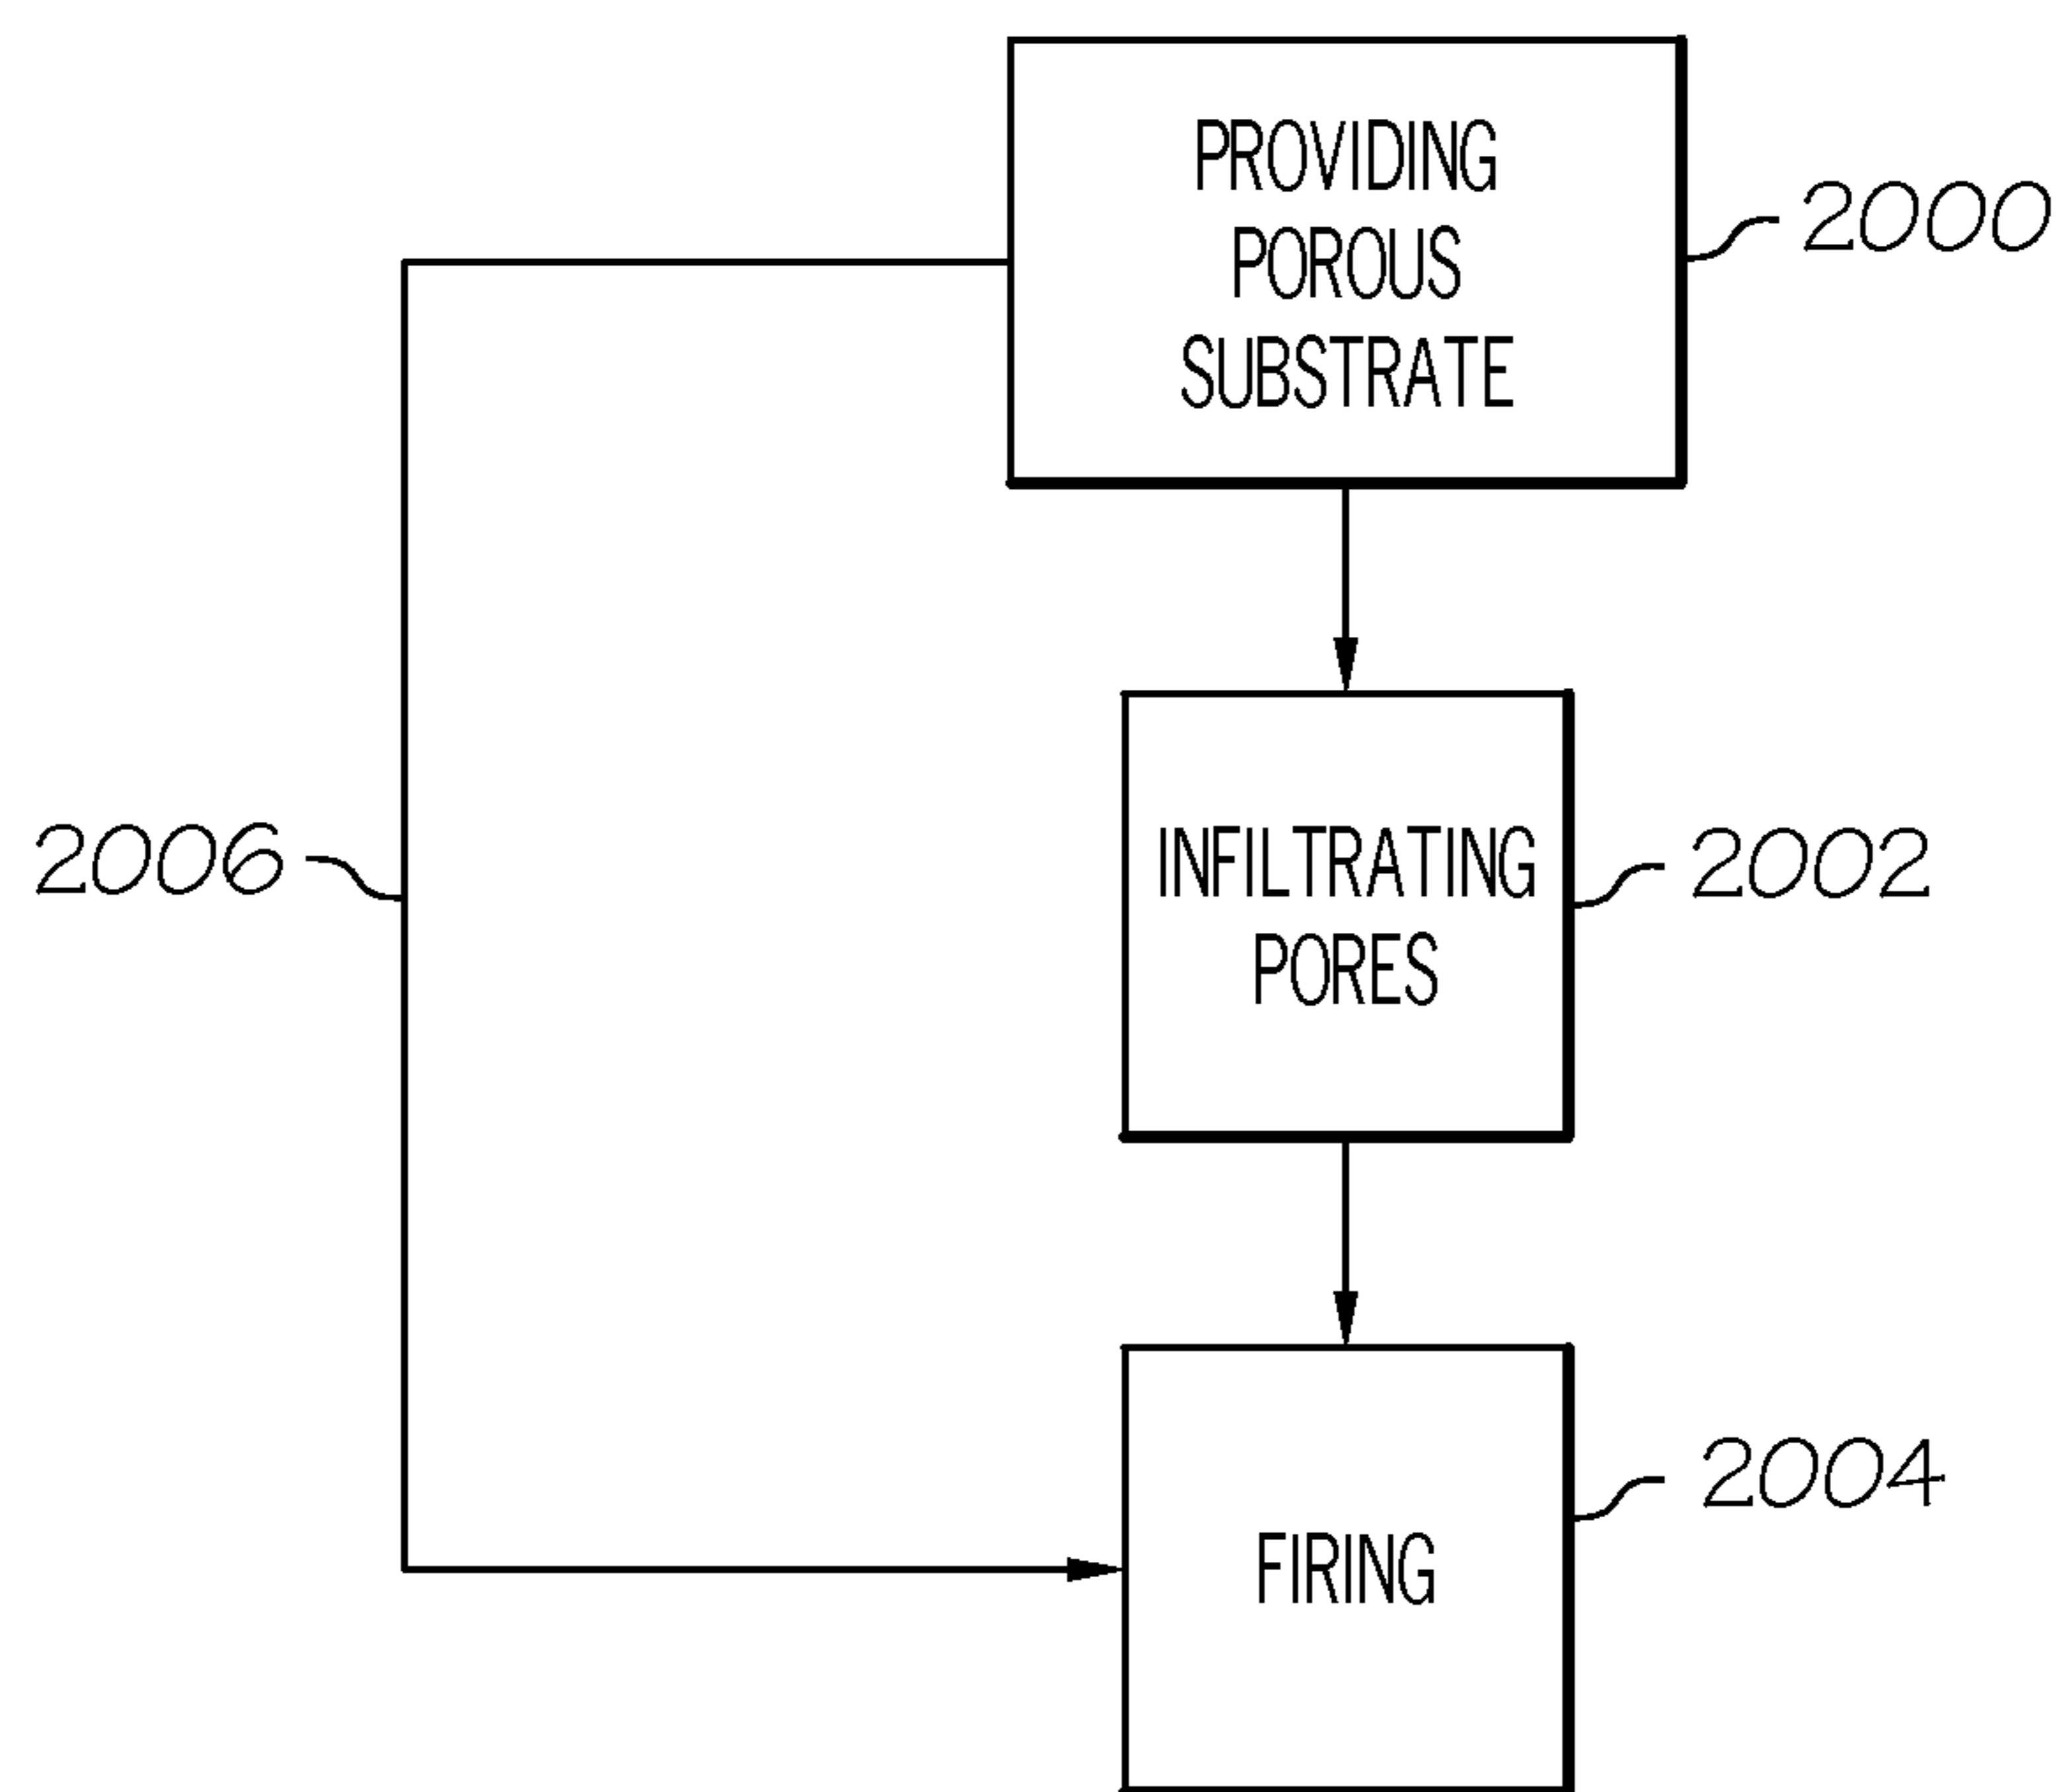 PROVIDING
POROUS
SUBSTRATE
2000
INFILTRATING
PORES
2002
2006
FIRING
2004